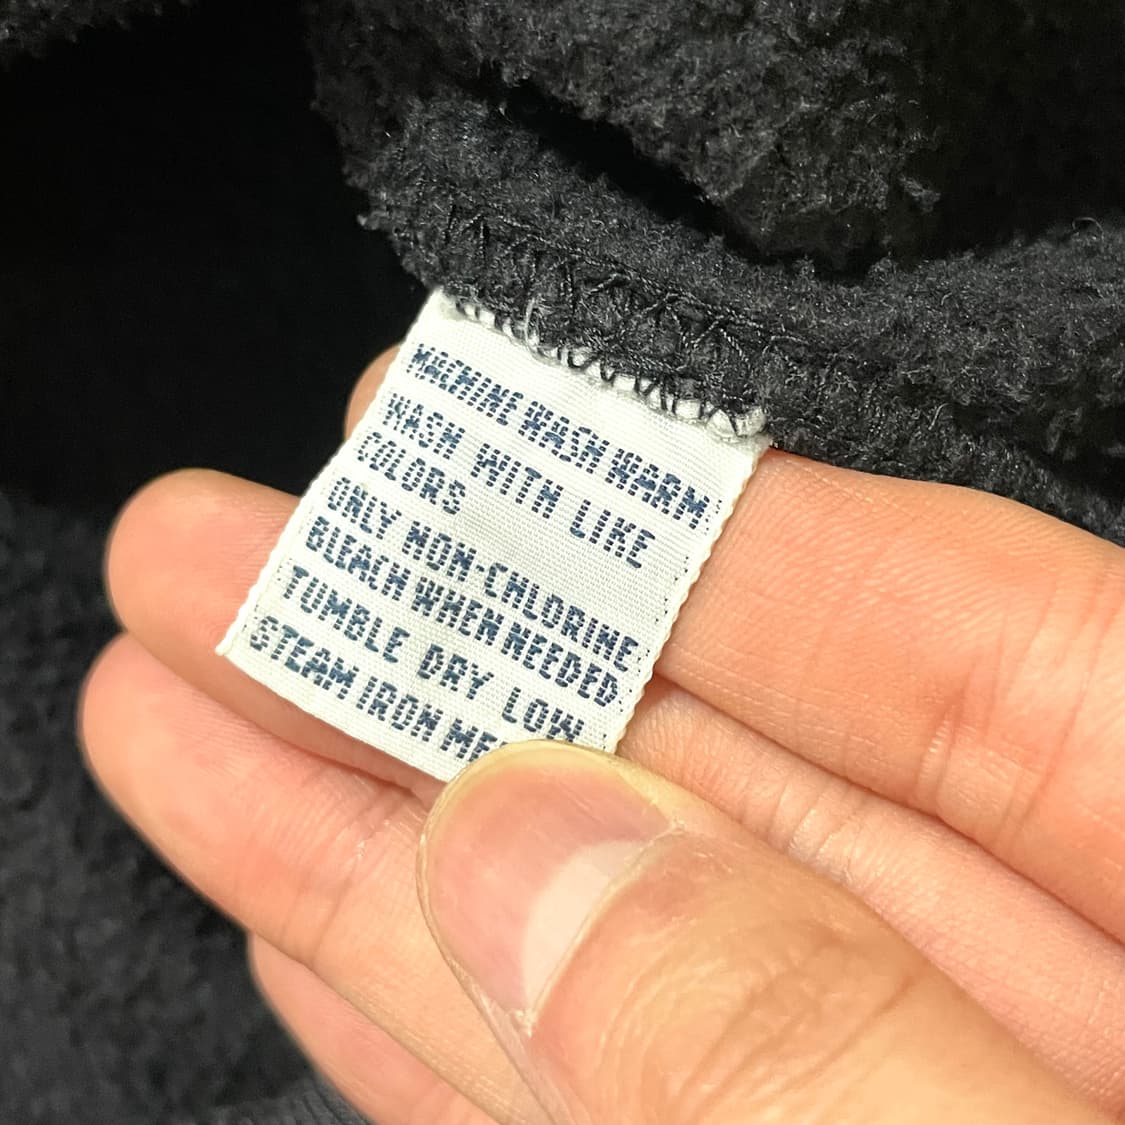 MACHINE WASH WARM
WASH WITH LIKE
COLORS
ONLY NON-CHLORINE
BLEACH WHEN NEEDED
TUMBLE DRY LOW
STEAM IRON